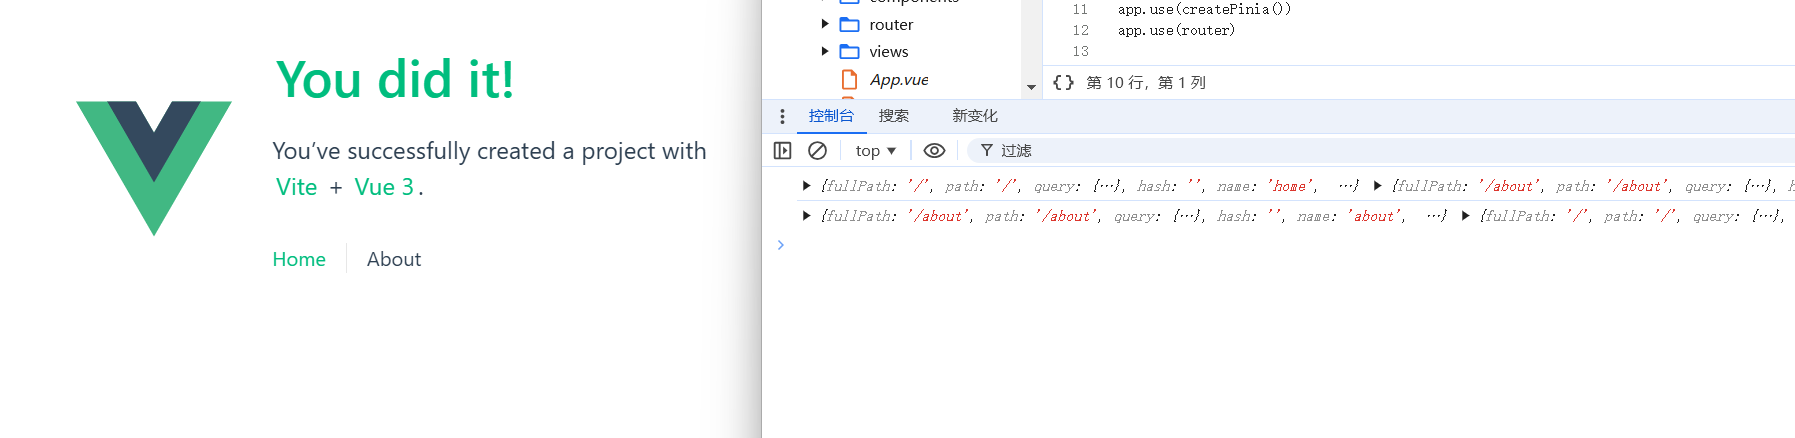 You did it!
You’ve successfully created a project with
Vite + Vue 3.
Home
About
components
router
views
App.vue
11 app.use(createPinia())
12 app.use(router)
13
{} 第 10 行，第 1 列
控制台 搜索 新变化
top ▼ 过滤
▶ {fullPath: '/', path: '/', query: {…}, hash: '', name: 'home', …} ▶ {fullPath: '/about', path: '/about', query: {…}, h
▶ {fullPath: '/about', path: '/about', query: {…}, hash: '', name: 'about', …} ▶ {fullPath: '/', path: '/', query: {…},
>